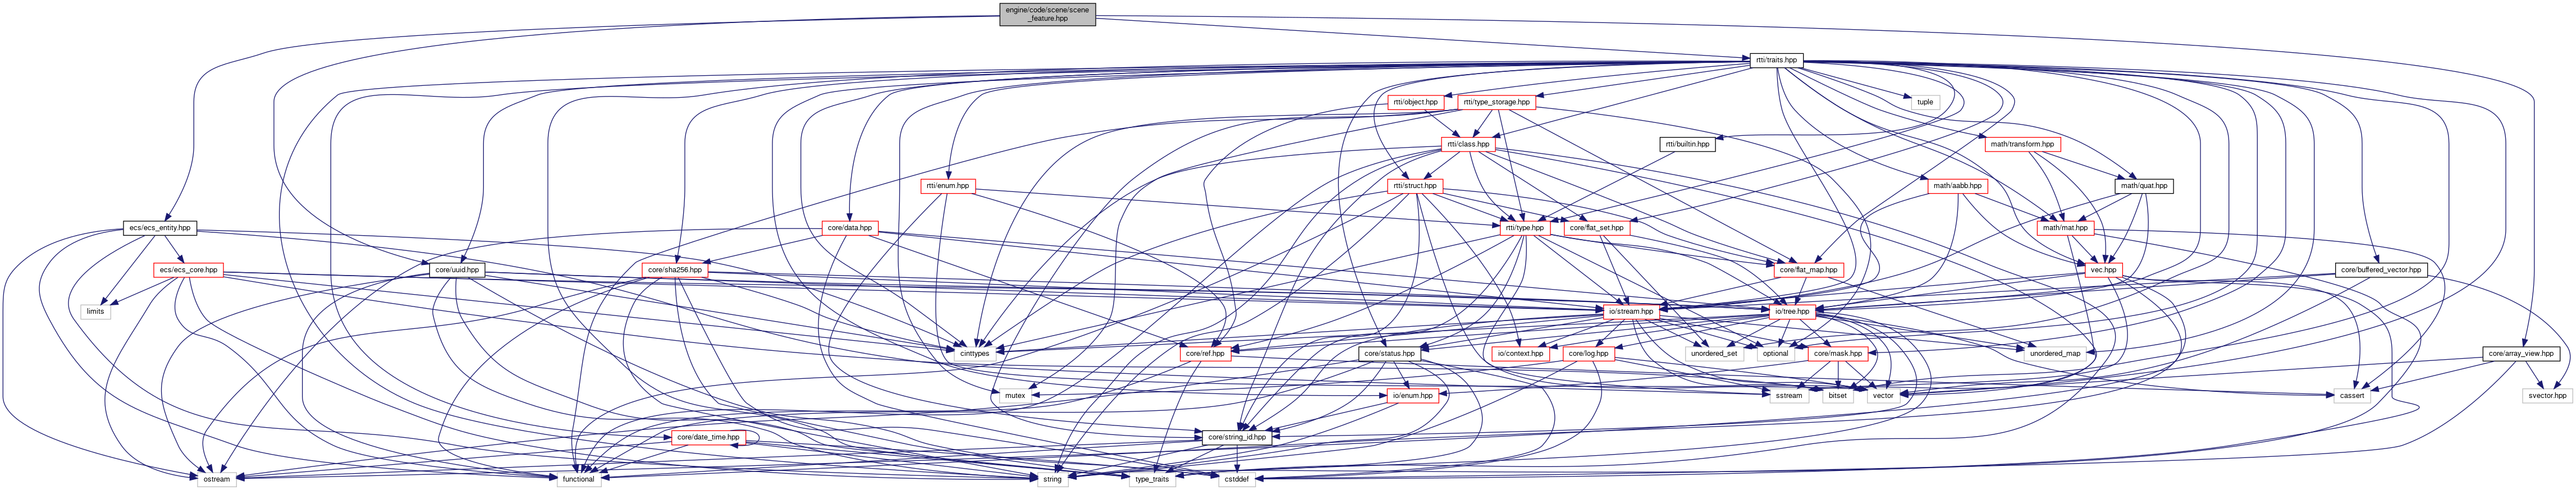 engine/code/scene/scene
_feature.hpp
rtti/traits.hpp
rtti/object.hpp
rtti/type_storage.hpp
tuple
rtti/class.hpp
rtti/builtin.hpp
math/transform.hpp
rtti/enum.hpp
rtti/struct.hpp
math/aabb.hpp
math/quat.hpp
ecs/ecs_entity.hpp
core/data.hpp
rtti/type.hpp
core/flat_set.hpp
math/mat.hpp
ecs/ecs_core.hpp
core/uuid.hpp
core/sha256.hpp
core/flat_map.hpp
vec.hpp
core/buffered_vector.hpp
limits
io/stream.hpp
io/tree.hpp
cinttypes
core/ref.hpp
core/status.hpp
io/context.hpp
core/log.hpp
unordered_set
optional
core/mask.hpp
unordered_map
core/array_view.hpp
mutex
io/enum.hpp
sstream
bitset
vector
cassert
svector.hpp
core/date_time.hpp
core/string_id.hpp
ostream
functional
string
type_traits
cstddef